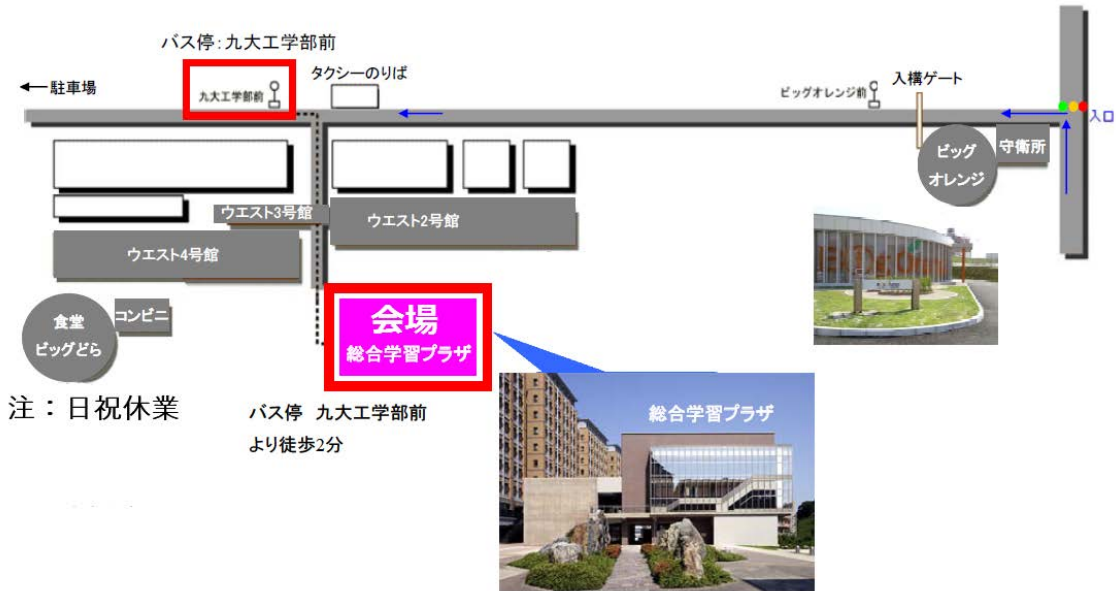 バス停：九大工学部前
←駐車場
九大工学部前
タクシーのりば
ビッグオレンジ前
入構ゲート
入口
ビッグ
オレンジ
守衛所
ウエスト3号館
ウエスト2号館
ウエスト4号館
食堂
ビッグどら
コンビニ
会場
総合学習プラザ
注：日祝休業
バス停　九大工学部前
より徒歩2分
総合学習プラザ